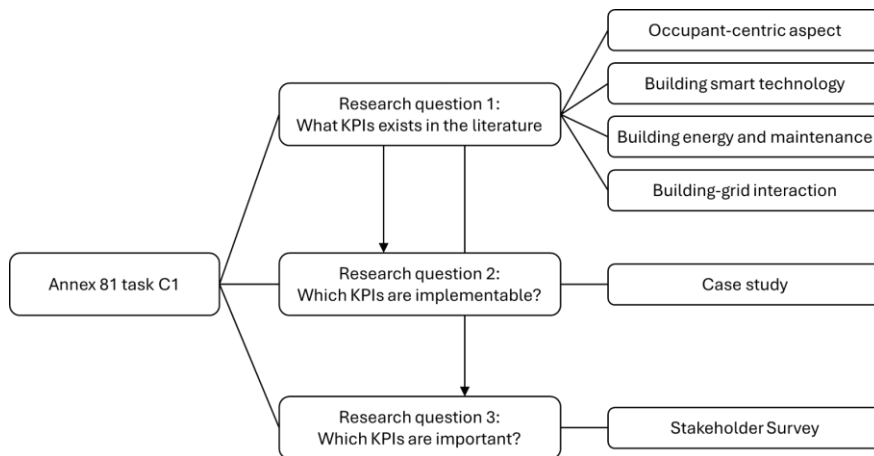 Occupant-centric aspect
Building smart technology
Research question 1:
What KPIs exists in the literature
Building energy and maintenance
Building-grid interaction
Annex 81 task C1
Research question 2:
Which KPIs are implementable?
Case study
Research question 3:
Which KPIs are important?
Stakeholder Survey